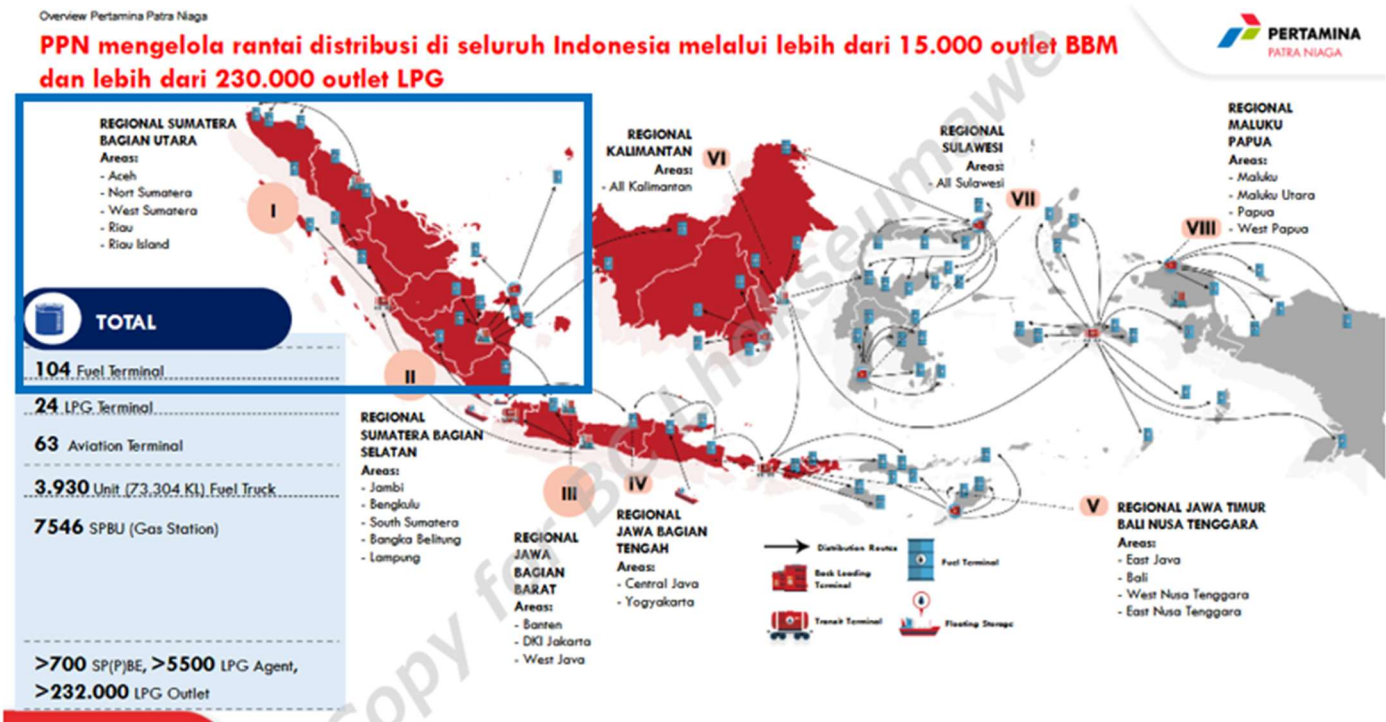 Overview Pertamina Patra Niaga
PPN mengelola rantai distribusi di seluruh Indonesia melalui lebih dari 15.000 outlet BBM
dan lebih dari 230.000 outlet LPG
PERTAMINA
PATRA NIAGA
REGIONAL SUMATERA
BAGIAN UTARA
Areas:
- Aceh
- Nort Sumatera
- West Sumatera
- Riau
- Riau Island
I
TOTAL
104 Fuel Terminal
24 LPG Terminal
63 Aviation Terminal
3.930 Unit (73.304 KL) Fuel Truck
7546 SPBU (Gas Station)
>700 SP(P)BE, >5500 LPG Agent,
>232.000 LPG Outlet
II
REGIONAL
SUMATERA BAGIAN
SELATAN
Areas:
- Jambi
- Bengkulu
- South Sumatera
- Bangka Belitung
- Lampung
III
REGIONAL
JAWA
BAGIAN
BARAT
Areas:
- Banten
- DKI Jakarta
- West Java
IV
REGIONAL
JAWA BAGIAN
TENGAH
Areas:
- Central Java
- Yogyakarta
REGIONAL
KALIMANTAN
Areas:
- All Kalimantan
VI
REGIONAL
SULAWESI
Areas:
- All Sulawesi
VII
REGIONAL
MALUKU
PAPUA
Areas:
- Maluku
- Maluku Utara
- Papua
- West Papua
VIII
V
REGIONAL JAWA TIMUR
BALI NUSA TENGGARA
Areas:
- East Java
- Bali
- West Nusa Tenggara
- East Nusa Tenggara
Distribution Routes
Fuel Terminal
Back Loading
Terminal
Transit Terminal
Floating Storage
Copy for BC Lhokseumawe